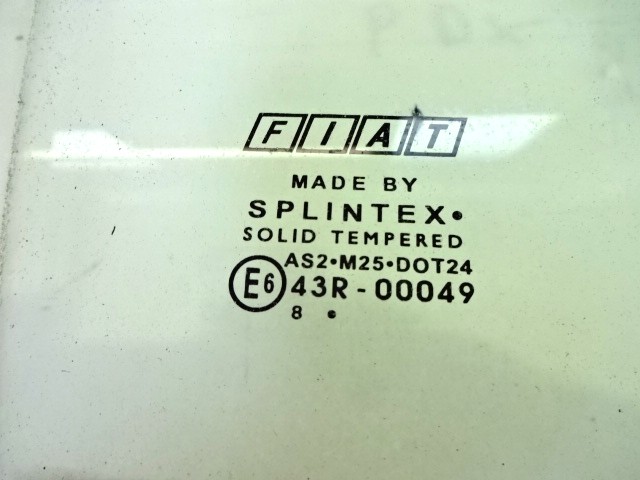 FIAT
MADE BY
SPLINTEX•
SOLID TEMPERED
AS2•M25•DOT24
E6 43R-00049
8 •